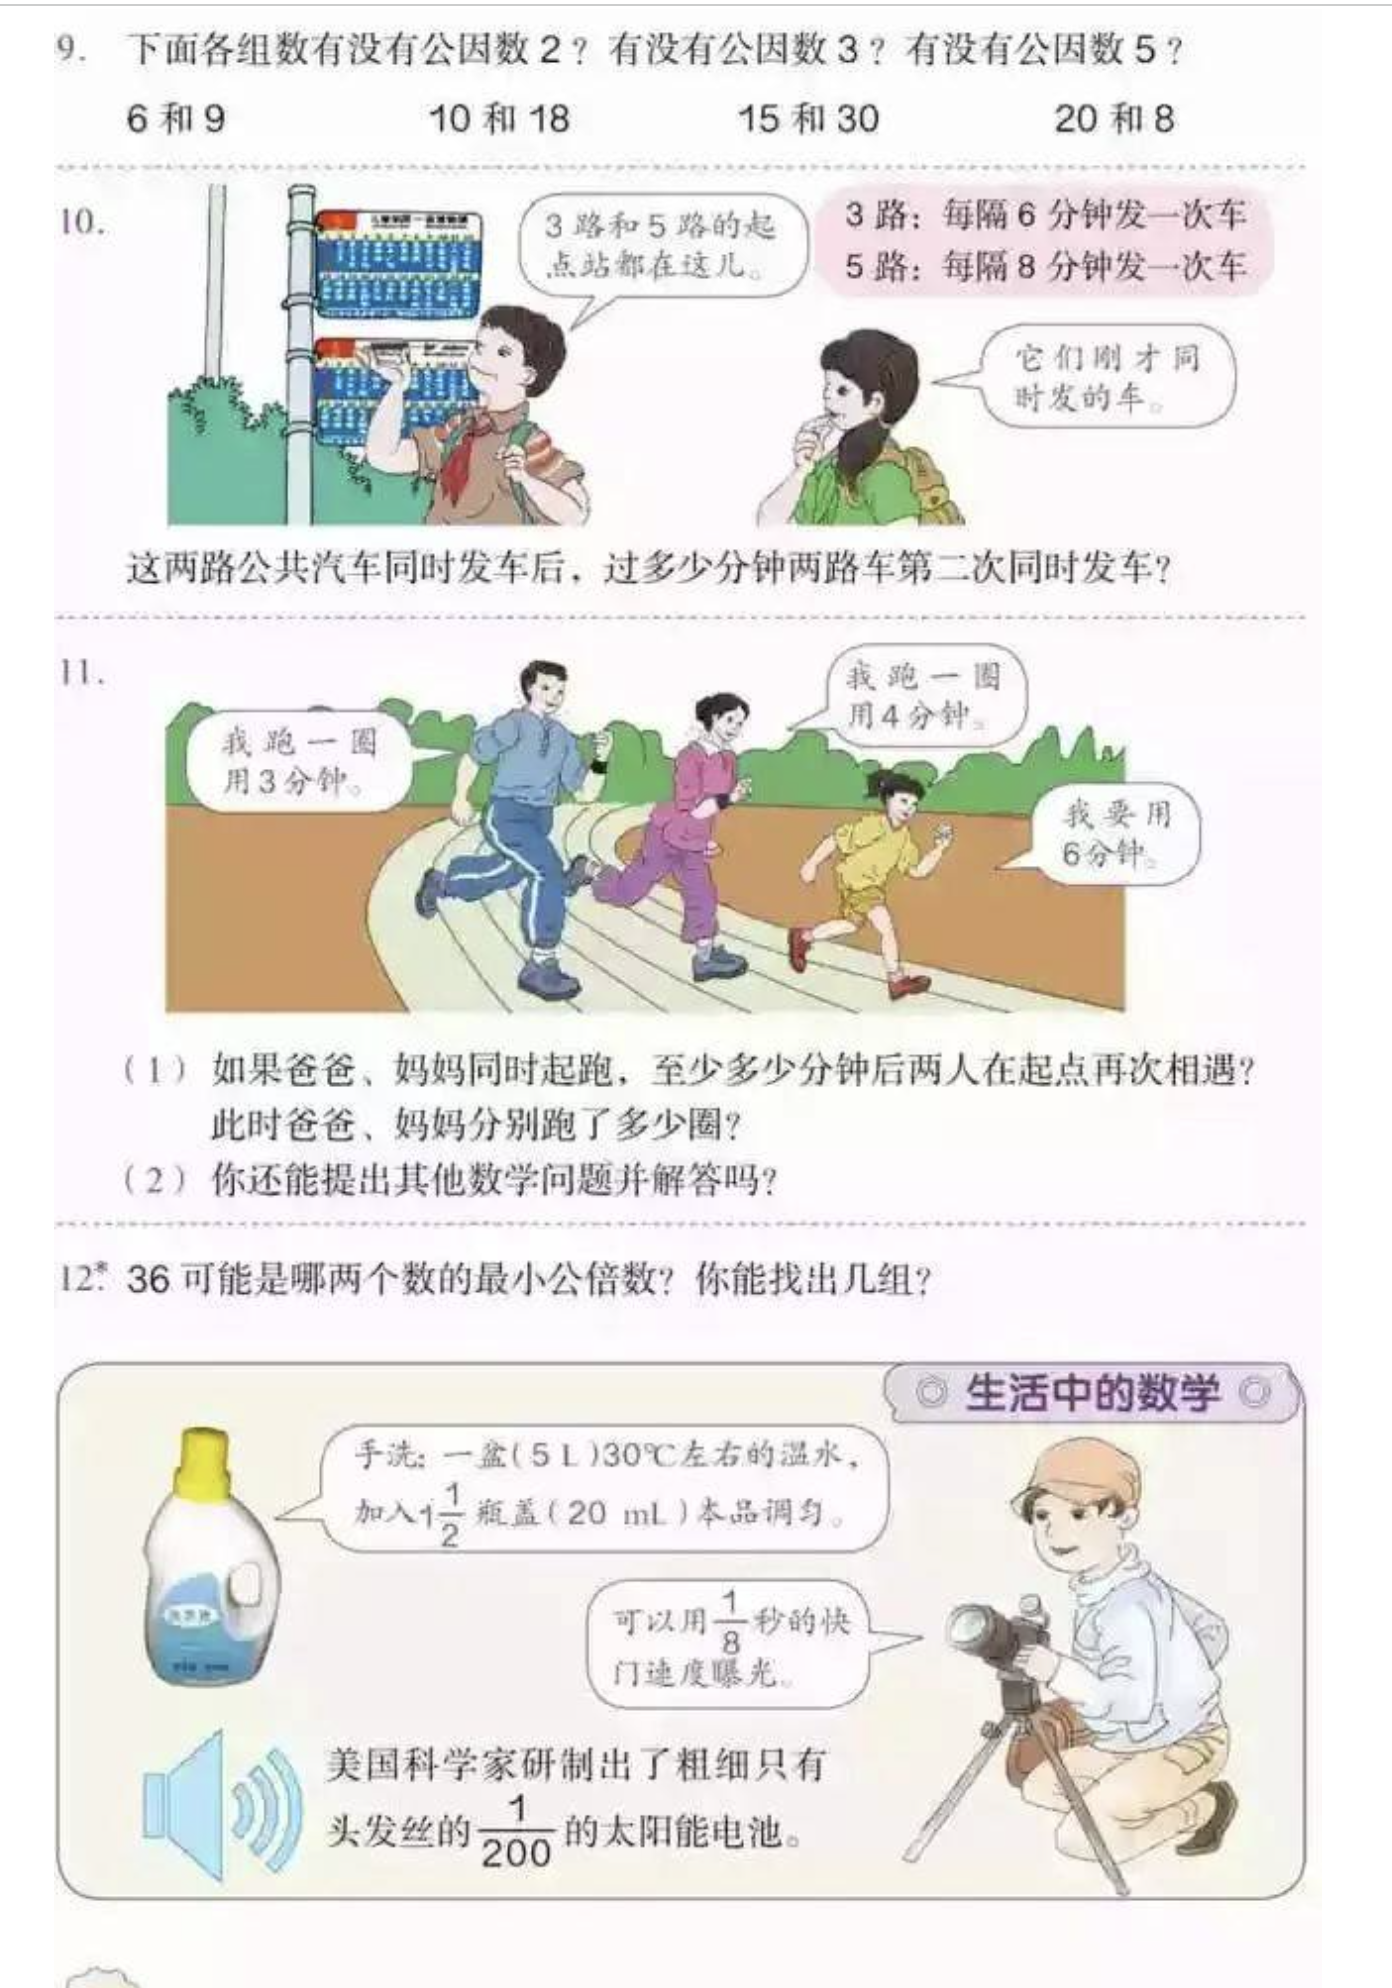 9. 下面各组数有没有公因数 2？有没有公因数 3？有没有公因数 5？
6 和 9 10 和 18 15 和 30 20 和 8
10.
3 路和 5 路的起
点站都在这儿。
3 路：每隔 6 分钟发一次车
5 路：每隔 8 分钟发一次车
它们刚才同
时发的车。
这两路公共汽车同时发车后，过多少分钟两路车第二次同时发车？
11.
我跑一圈
用3分钟。
我跑一圈
用4分钟。
我要用
6分钟。
（1）如果爸爸、妈妈同时起跑，至少多少分钟后两人在起点再次相遇？
此时爸爸、妈妈分别跑了多少圈？
（2）你还能提出其他数学问题并解答吗？
12*. 36 可能是哪两个数的最小公倍数？你能找出几组？
生活中的数学
手洗：一盆(5 L)30℃左右的温水，
加入1 1/2 瓶盖(20 mL)本品调匀。
可以用 1/8 秒的快
门速度曝光。
美国科学家研制出了粗细只有
头发丝的 1/200 的太阳能电池。